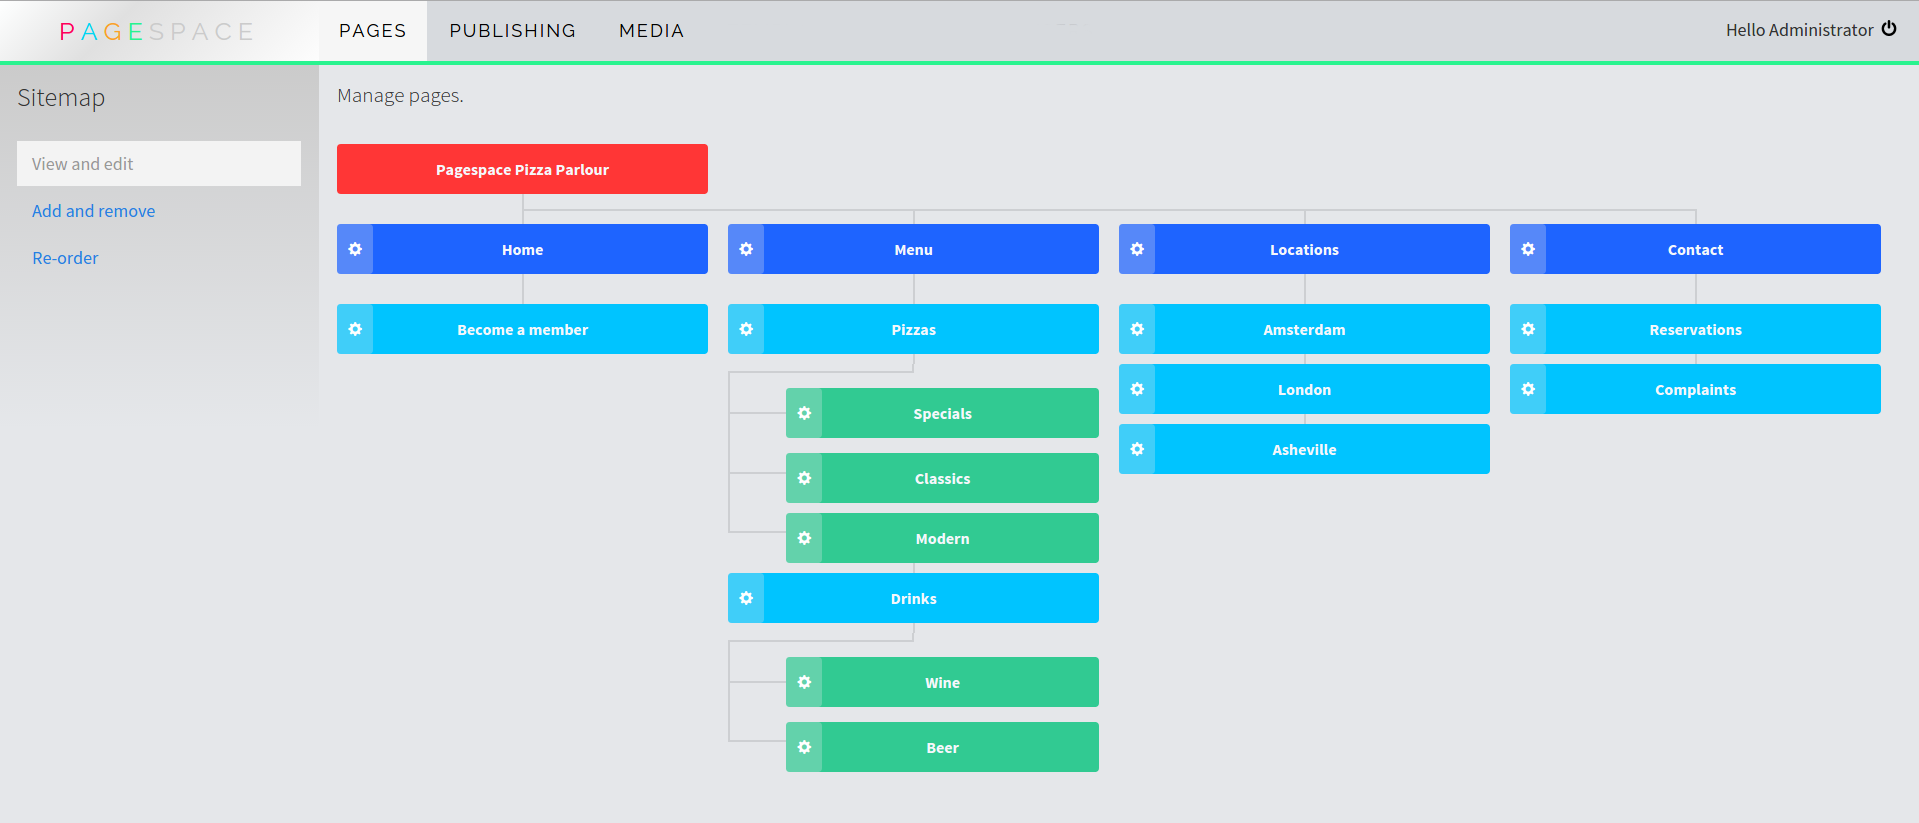 PAGESPACE
PAGES
PUBLISHING
MEDIA
Hello Administrator
Sitemap
View and edit
Add and remove
Re-order
Manage pages.
Pagespace Pizza Parlour
Home
Menu
Locations
Contact
Become a member
Pizzas
Amsterdam
Reservations
London
Complaints
Specials
Asheville
Classics
Modern
Drinks
Wine
Beer